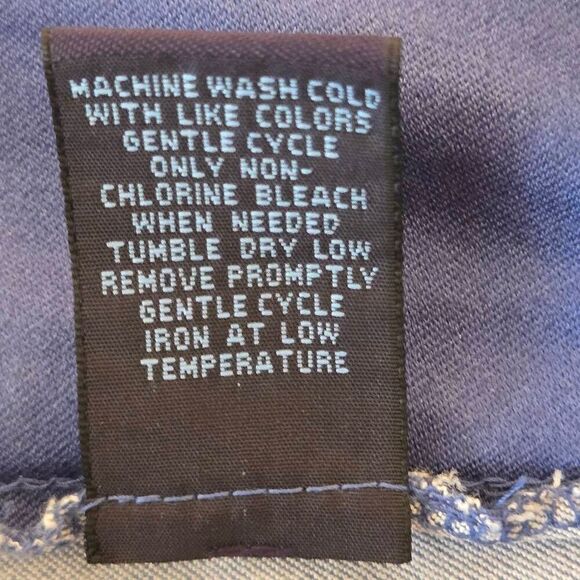 MACHINE WASH COLD
WITH LIKE COLORS
GENTLE CYCLE
ONLY NON-
CHLORINE BLEACH
WHEN NEEDED
TUMBLE DRY LOW
REMOVE PROMPTLY
GENTLE CYCLE
IRON AT LOW
TEMPERATURE